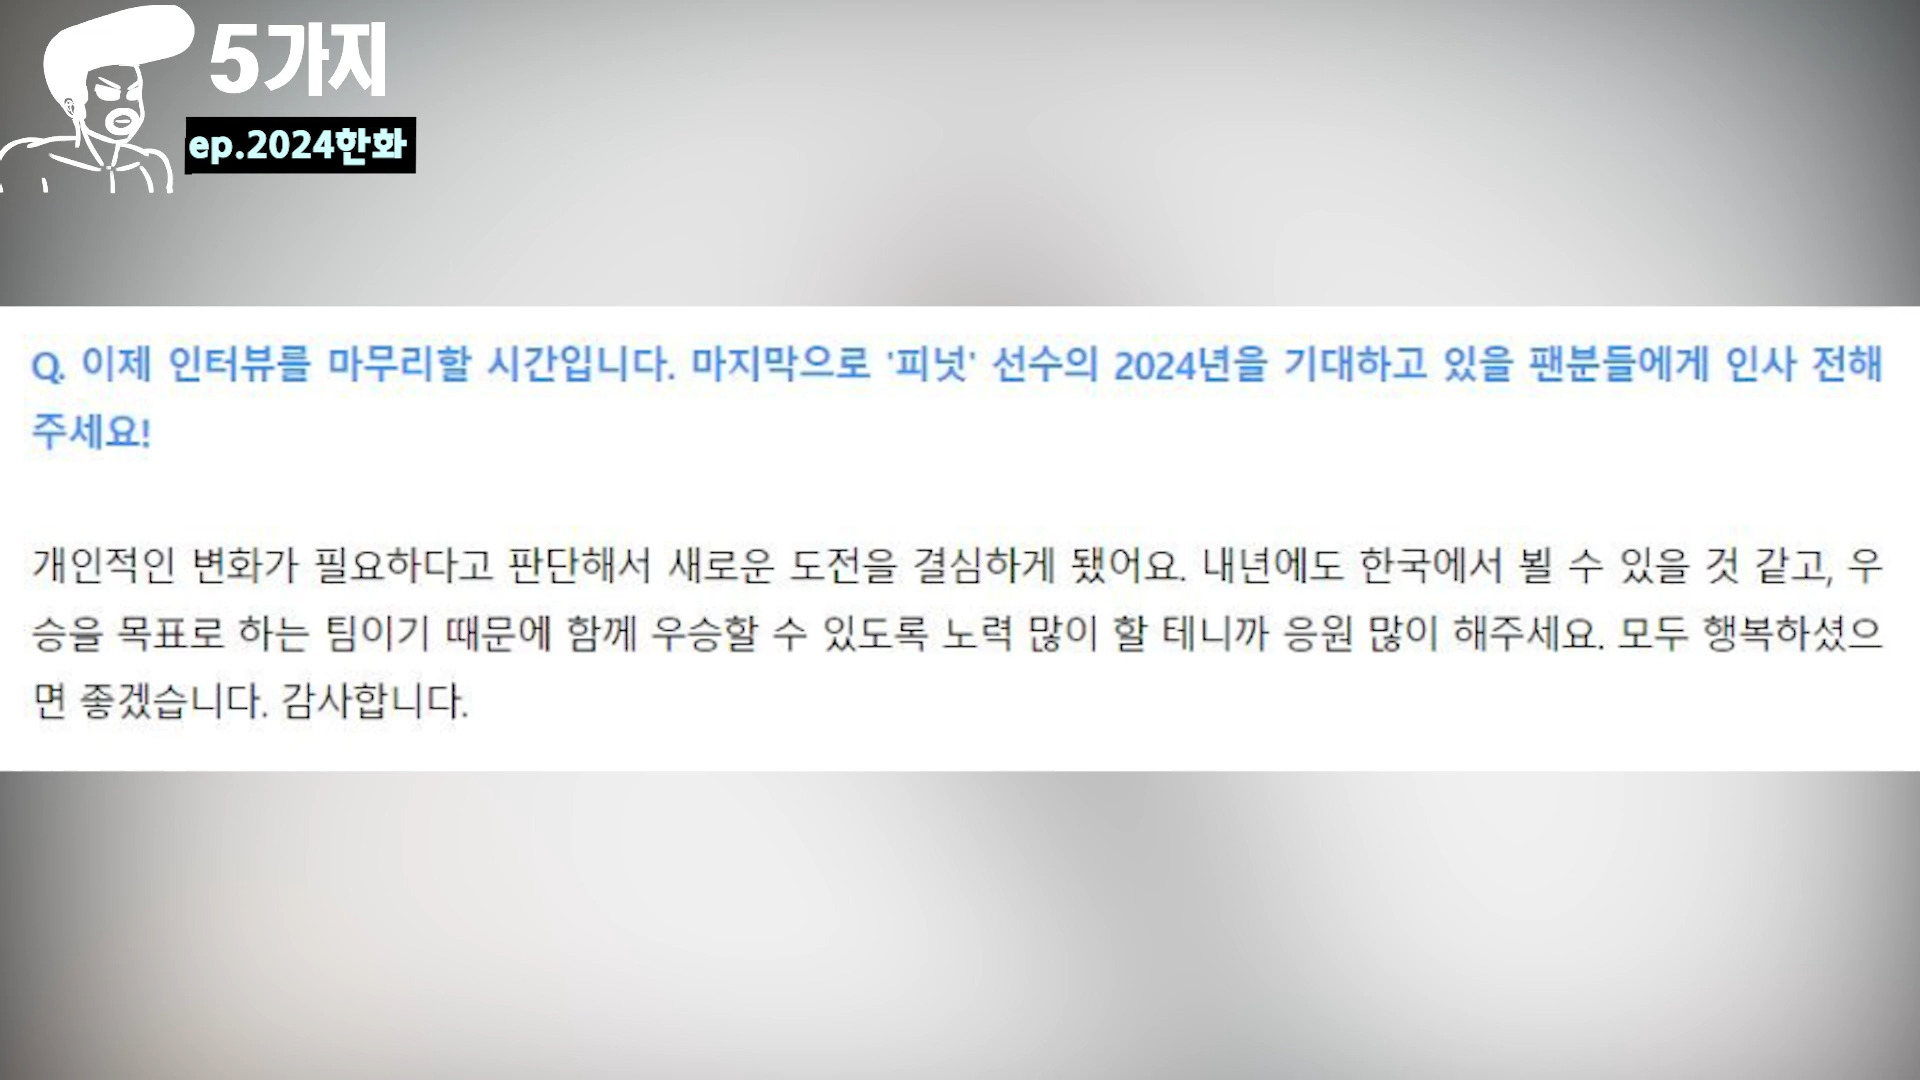 5가지
ep.2024한화
Q. 이제 인터뷰를 마무리할 시간입니다. 마지막으로 '피넛' 선수의 2024년을 기대하고 있을 팬분들에게 인사 전해
주세요!
개인적인 변화가 필요하다고 판단해서 새로운 도전을 결심하게 됐어요. 내년에도 한국에서 뵐 수 있을 것 같고, 우
승을 목표로 하는 팀이기 때문에 함께 우승할 수 있도록 노력 많이 할 테니까 응원 많이 해주세요. 모두 행복하셨으
면 좋겠습니다. 감사합니다.